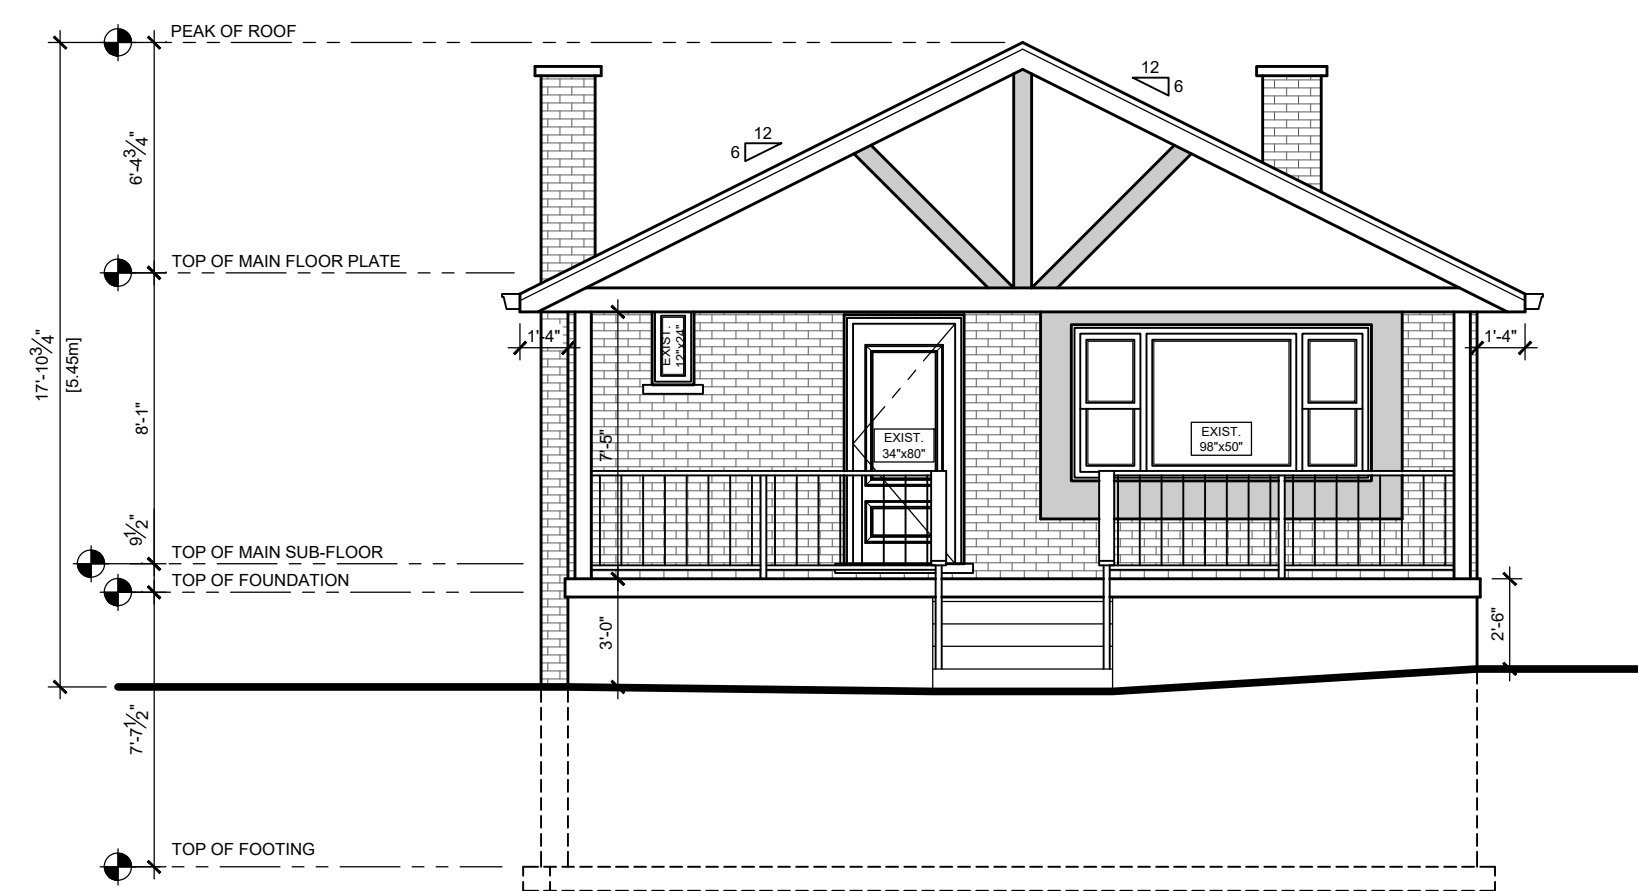 PEAK OF ROOF
12
6
12
6
6'-4¾"
TOP OF MAIN FLOOR PLATE
17'-10¾"
[5.45m]
1'-4"
1'-4"
EXIST.
12"x24"
8'-1"
7'-5"
EXIST.
34"x80"
EXIST.
98"x50"
9½"
TOP OF MAIN SUB-FLOOR
TOP OF FOUNDATION
3'-0"
2'-6"
7'-7½"
TOP OF FOOTING